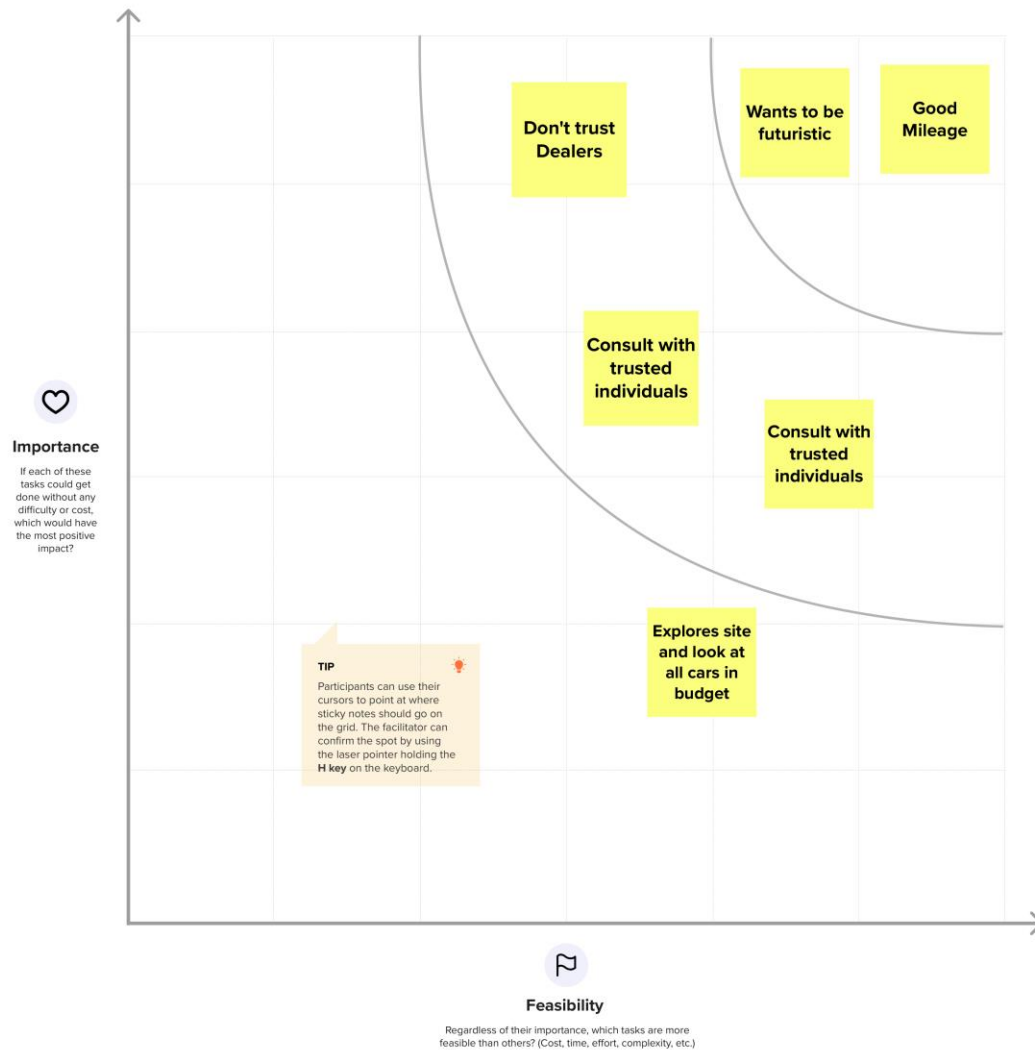 Don't trust
Dealers
Wants to be
futuristic
Good
Mileage
Consult with
trusted
individuals
Consult with
trusted
individuals
Importance
If each of these
tasks could get
done without any
difficulty or cost,
which would have
the most positive
impact?
Explores site
and look at
all cars in
budget
TIP
Participants can use their
cursors to point at where
sticky notes should go on
the grid. The facilitator can
confirm the spot by using
the laser pointer holding the
H key on the keyboard.
Feasibility
Regardless of their importance, which tasks are more
feasible than others? (Cost, time, effort, complexity, etc.)